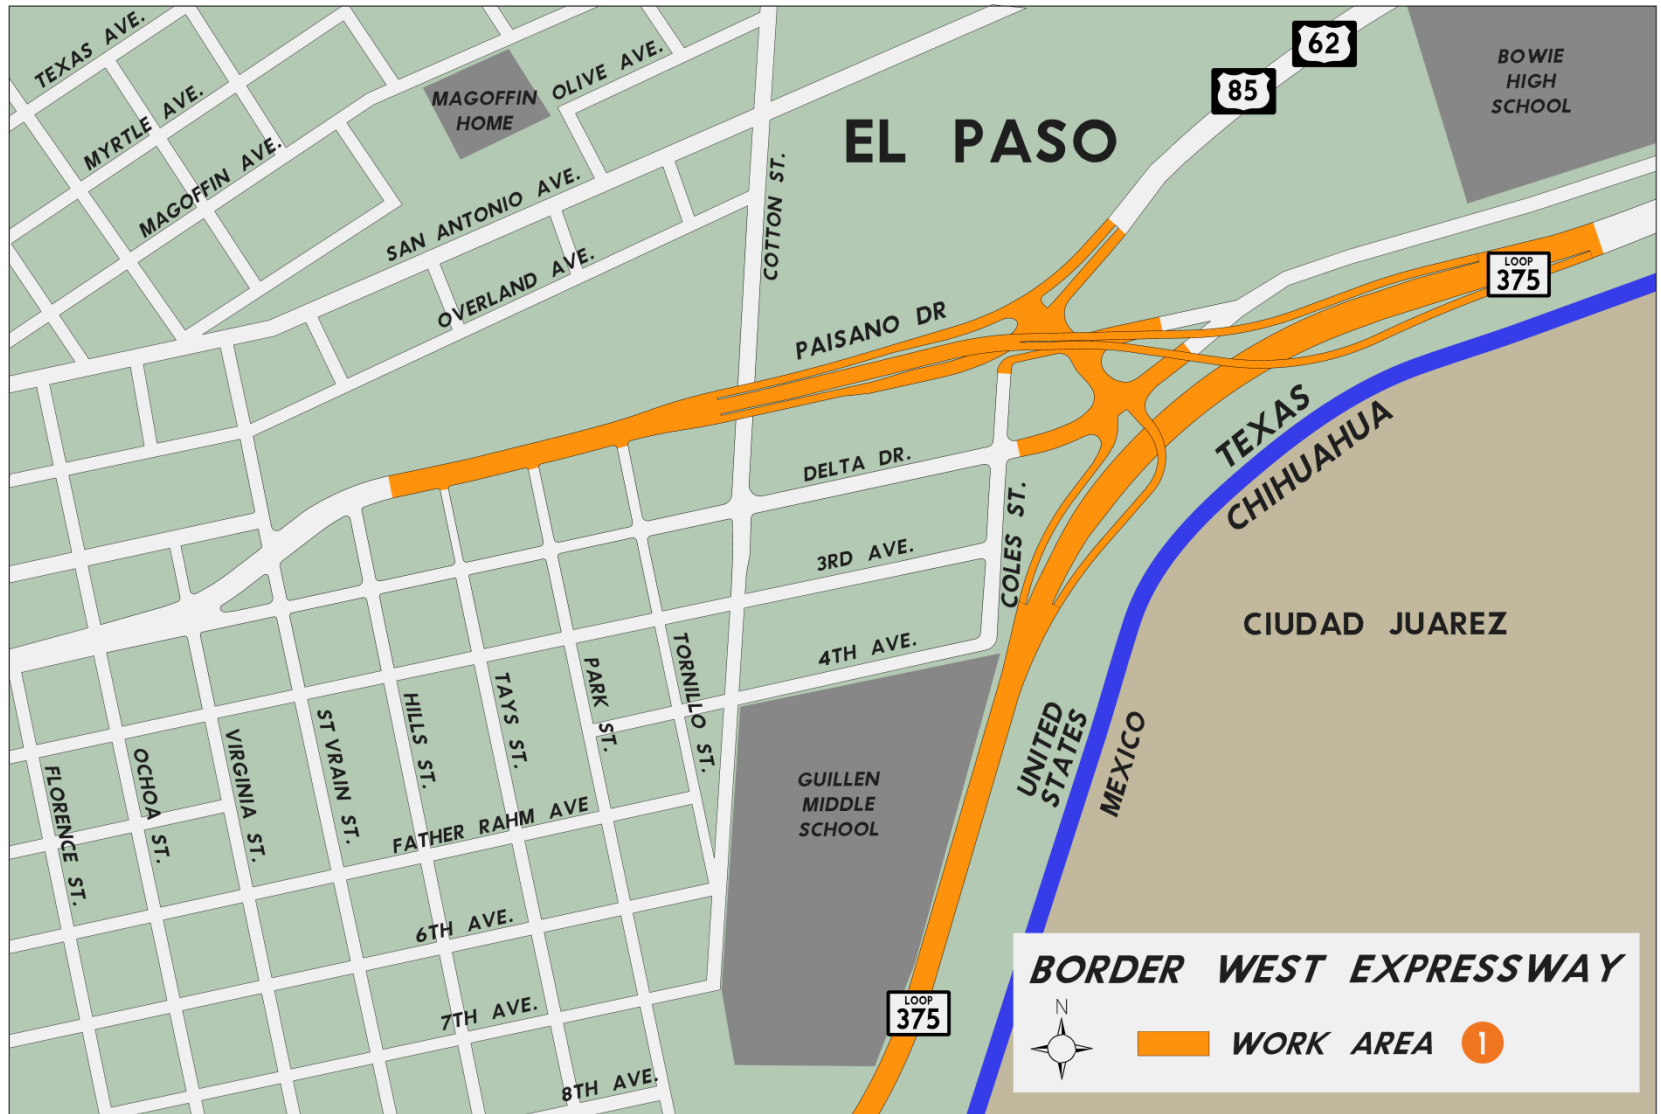 TEXAS AVE.
MYRTLE AVE.
MAGOFFIN AVE.
MAGOFFIN
HOME
OLIVE AVE.
SAN ANTONIO AVE.
OVERLAND AVE.
COTTON ST.
EL PASO
62
85
BOWIE
HIGH
SCHOOL
LOOP
375
PAISANO DR
DELTA DR.
3RD AVE.
4TH AVE.
COLES ST.
TEXAS
CHIHUAHUA
CIUDAD JUAREZ
UNITED
STATES
MEXICO
FLORENCE ST.
OCHOA ST.
VIRGINIA ST.
ST VRAIN ST.
HILLS ST.
TAYS ST.
PARK ST.
TORNILLO ST.
GUILLEN
MIDDLE
SCHOOL
FATHER RAHM AVE
6TH AVE.
7TH AVE.
8TH AVE.
LOOP
375
BORDER WEST EXPRESSWAY
N
WORK AREA 1